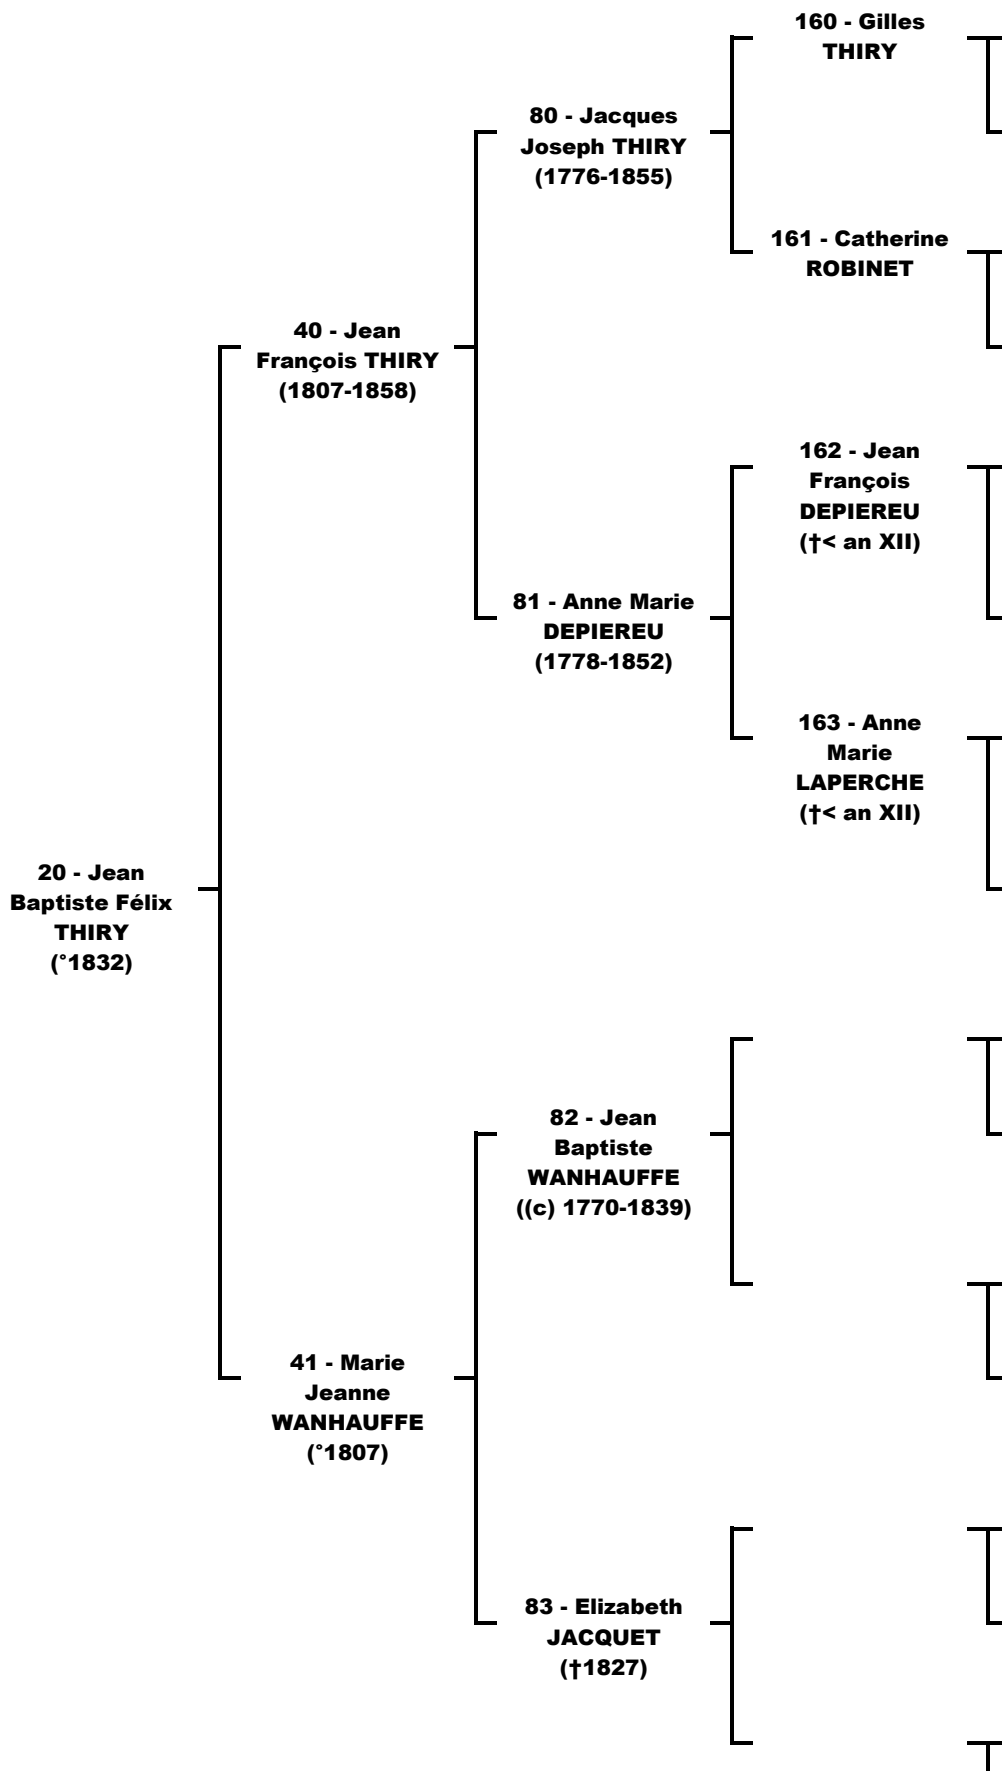 160 - Gilles
THIRY
80 - Jacques
Joseph THIRY
(1776-1855)
161 - Catherine
ROBINET
40 - Jean
François THIRY
(1807-1858)
162 - Jean
François
DEPIEREU
(†< an XII)
81 - Anne Marie
DEPIEREU
(1778-1852)
163 - Anne
Marie
LAPERCHE
(†< an XII)
20 - Jean
Baptiste Félix
THIRY
(°1832)
82 - Jean
Baptiste
WANHAUFFE
((c) 1770-1839)
41 - Marie
Jeanne
WANHAUFFE
(°1807)
83 - Elizabeth
JACQUET
(†1827)